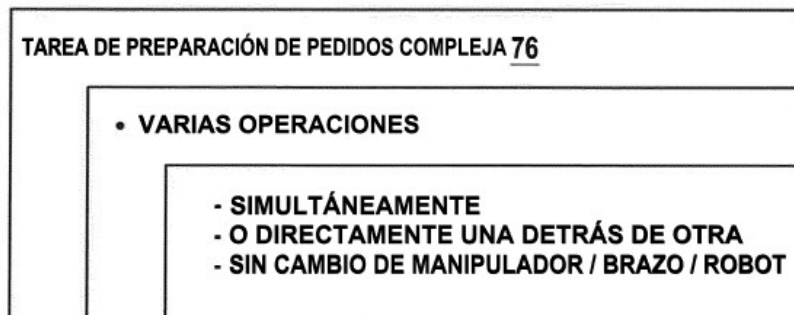 TAREA DE PREPARACIÓN DE PEDIDOS COMPLEJA 76
• VARIAS OPERACIONES
- SIMULTÁNEAMENTE
- O DIRECTAMENTE UNA DETRÁS DE OTRA
- SIN CAMBIO DE MANIPULADOR / BRAZO / ROBOT